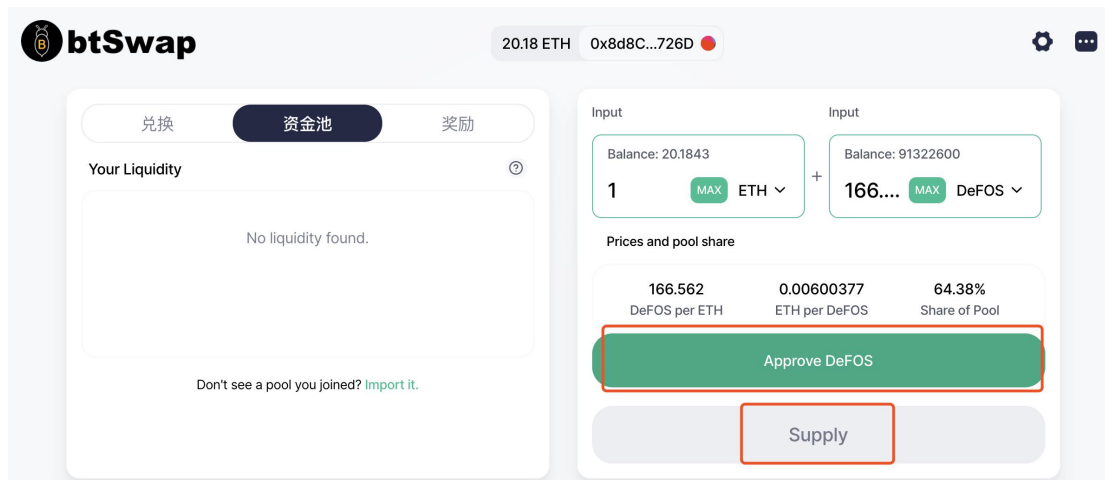 btSwap
20.18 ETH 0x8d8C...726D
兑换 资金池 奖励
Your Liquidity
No liquidity found.
Don't see a pool you joined? Import it.
Input Input
Balance: 20.1843 Balance: 91322600
1 MAX ETH + 166.... MAX DeFOS
Prices and pool share
166.562 0.00600377 64.38%
DeFOS per ETH ETH per DeFOS Share of Pool
Approve DeFOS
Supply